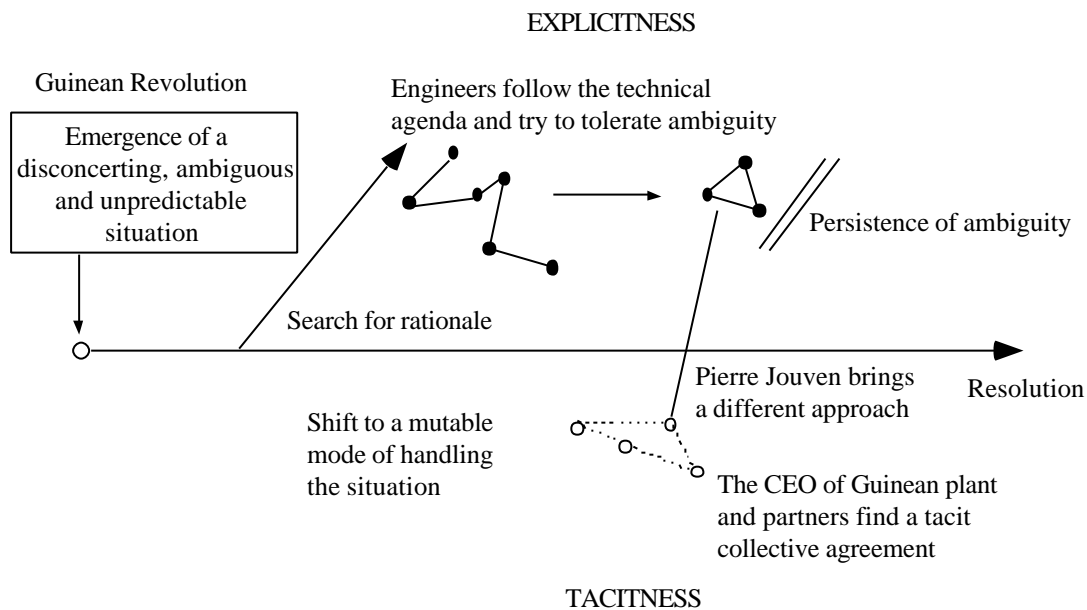 EXPLICITNESS
Guinean Revolution
Emergence of a
disconcerting, ambiguous
and unpredictable
situation
Engineers follow the technical
agenda and try to tolerate ambiguity
Persistence of ambiguity
Search for rationale
Resolution
Pierre Jouven brings
a different approach
Shift to a mutable
mode of handling
the situation
The CEO of Guinean plant
and partners find a tacit
collective agreement
TACITNESS